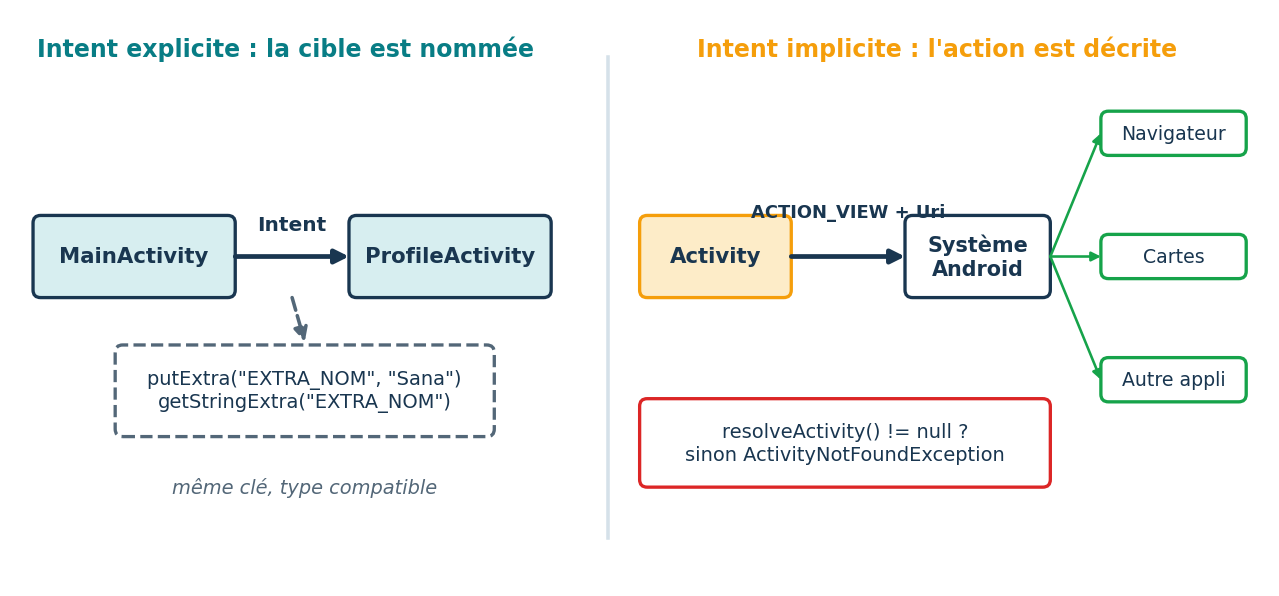 Intent explicite : la cible est nommée
Intent
MainActivity
ProfileActivity
putExtra("EXTRA_NOM", "Sana")
getStringExtra("EXTRA_NOM")
même clé, type compatible
Intent implicite : l'action est décrite
ACTION_VIEW + Uri
Activity
Système
Android
Navigateur
Cartes
Autre appli
resolveActivity() != null ?
sinon ActivityNotFoundException